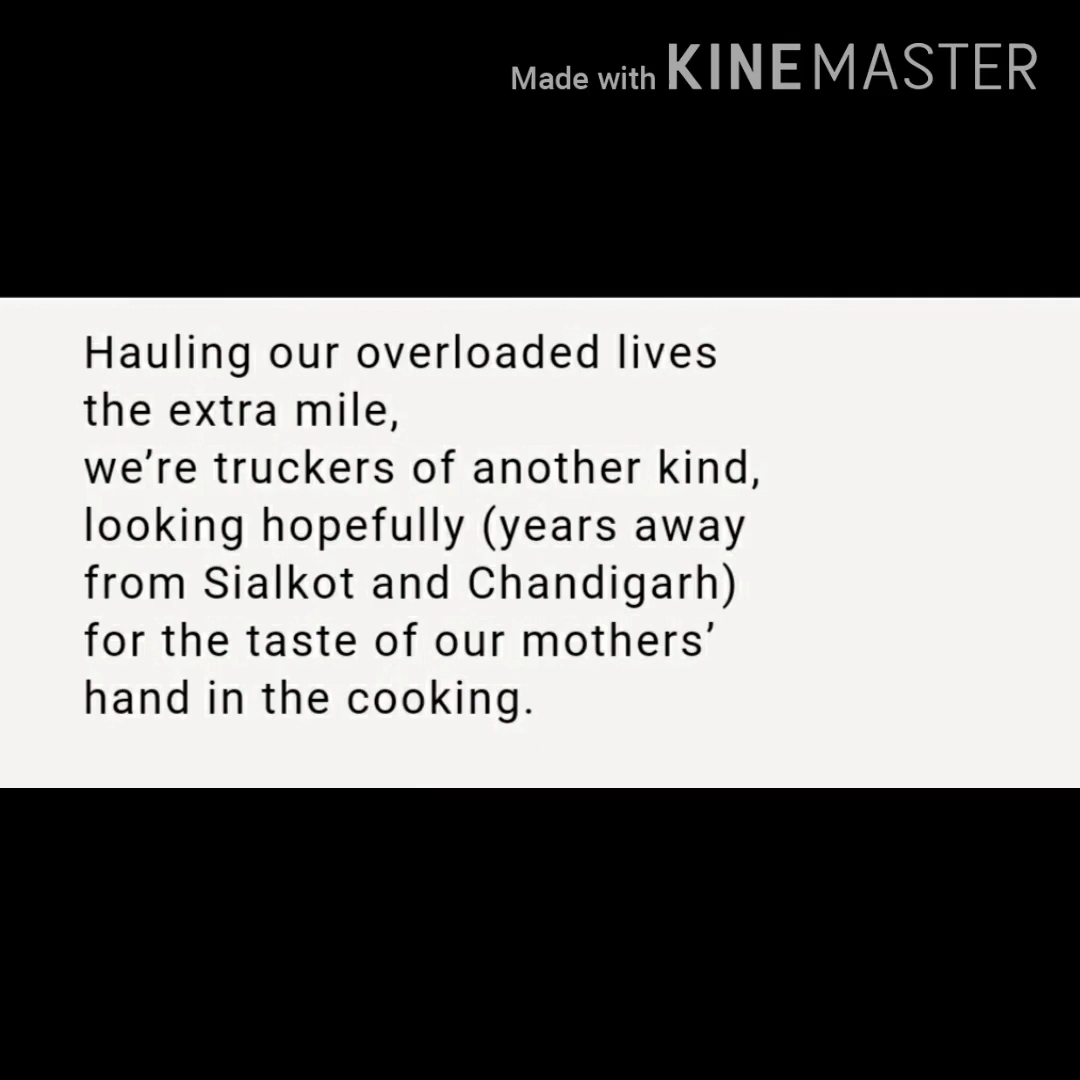 Made with KINEMASTER
Hauling our overloaded lives
the extra mile,
we’re truckers of another kind,
looking hopefully (years away
from Sialkot and Chandigarh)
for the taste of our mothers’
hand in the cooking.